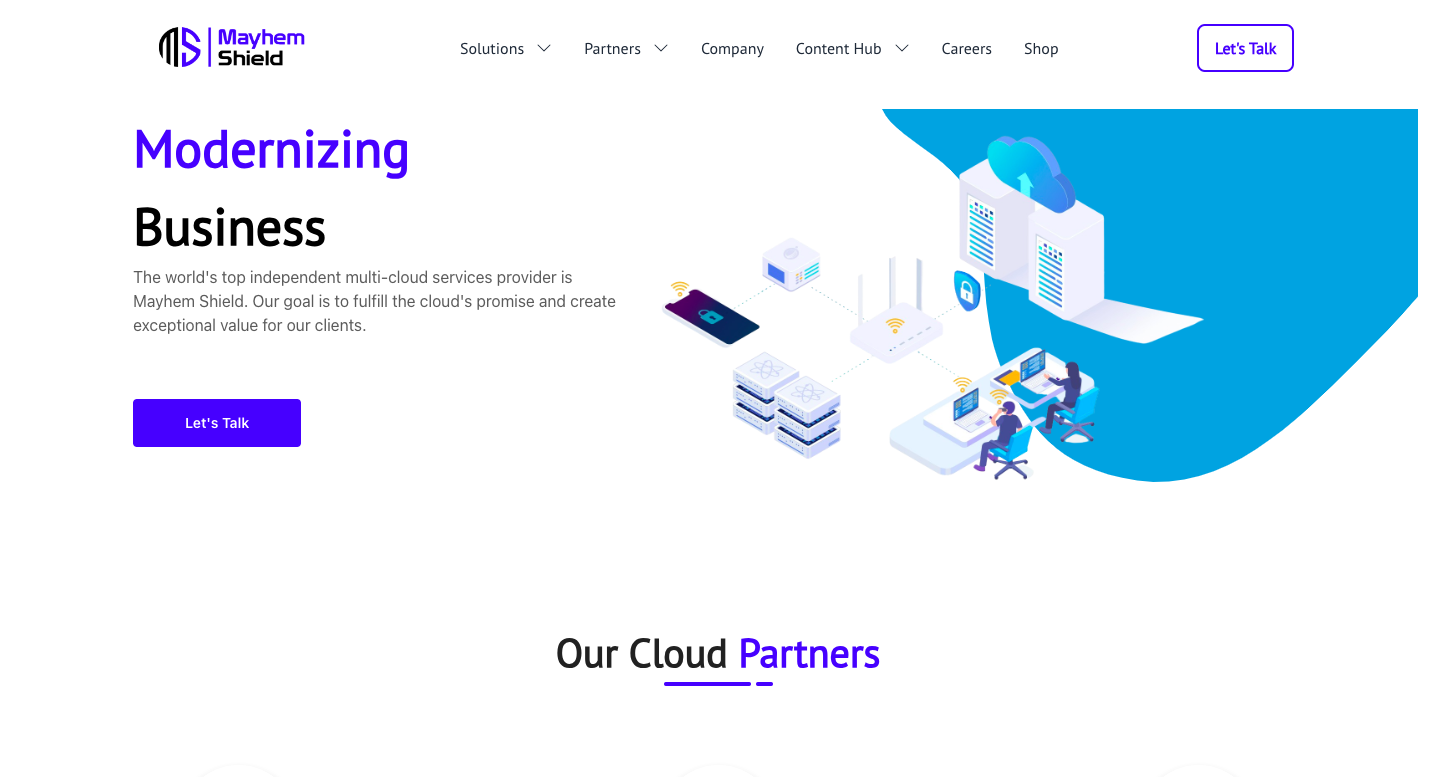 Mayhem
Shield
Solutions
Partners
Company
Content Hub
Careers
Shop
Let's Talk
Modernizing
Business
The world's top independent multi-cloud services provider is
Mayhem Shield. Our goal is to fulfill the cloud's promise and create
exceptional value for our clients.
Let's Talk
Our Cloud Partners